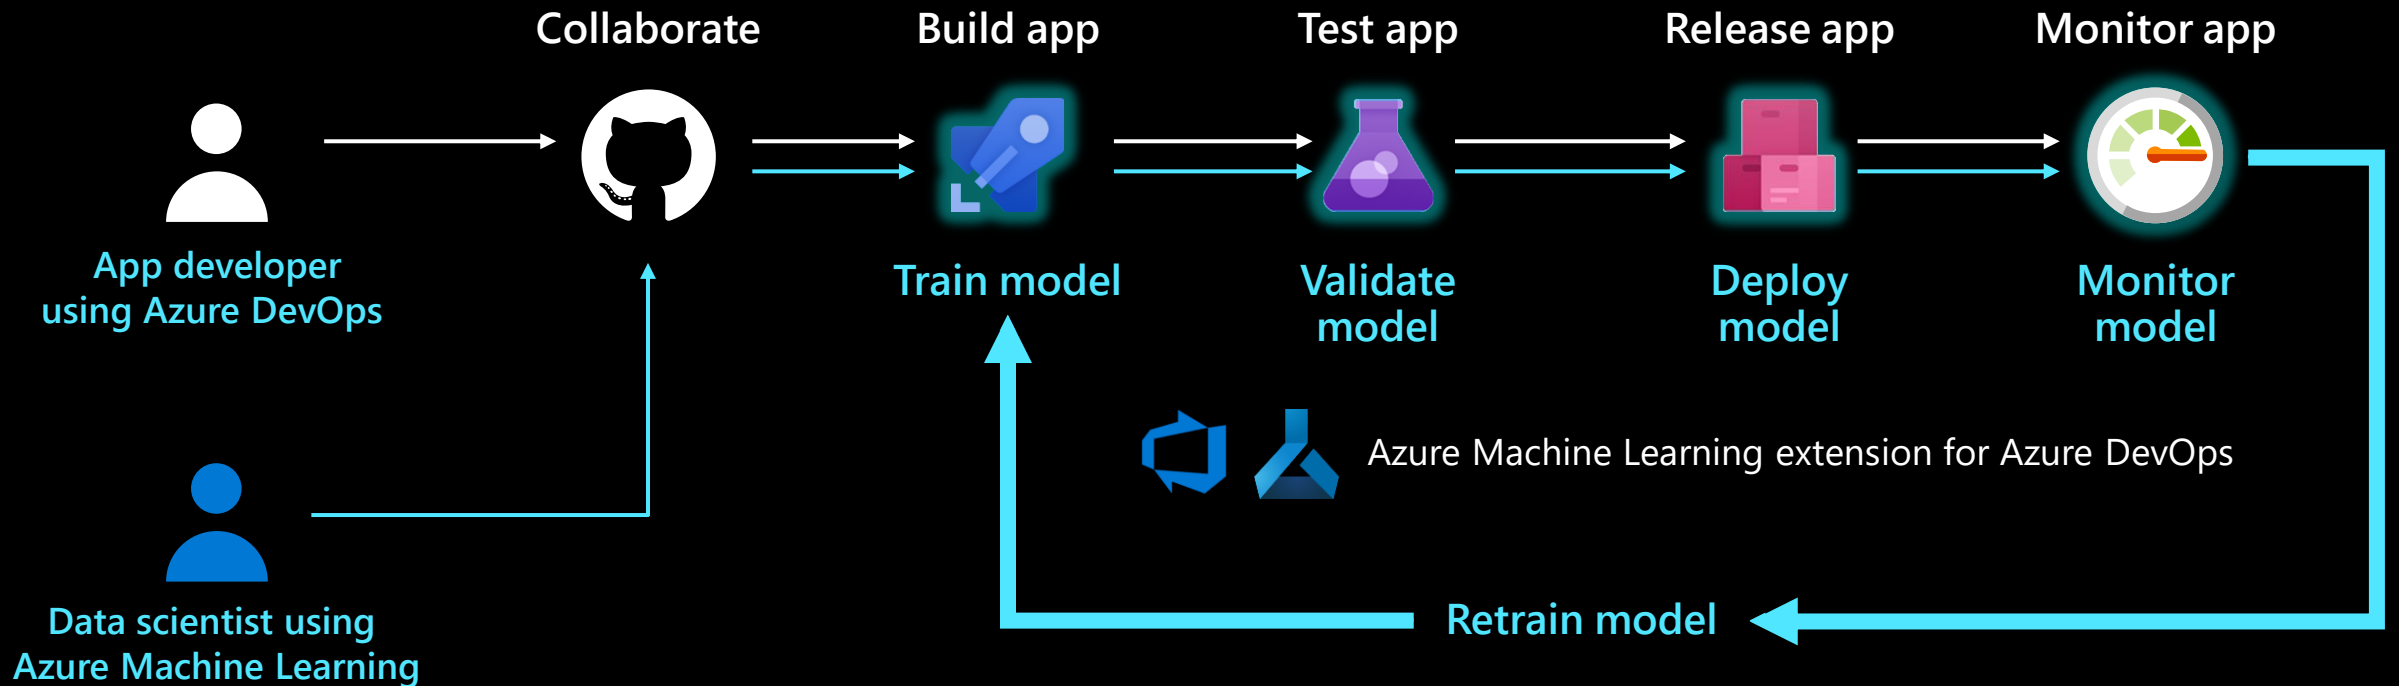 Collaborate
Build app
Test app
Release app
Monitor app
App developer
using Azure DevOps
Train model
Validate
model
Deploy
model
Monitor
model
Azure Machine Learning extension for Azure DevOps
Data scientist using
Azure Machine Learning
Retrain model